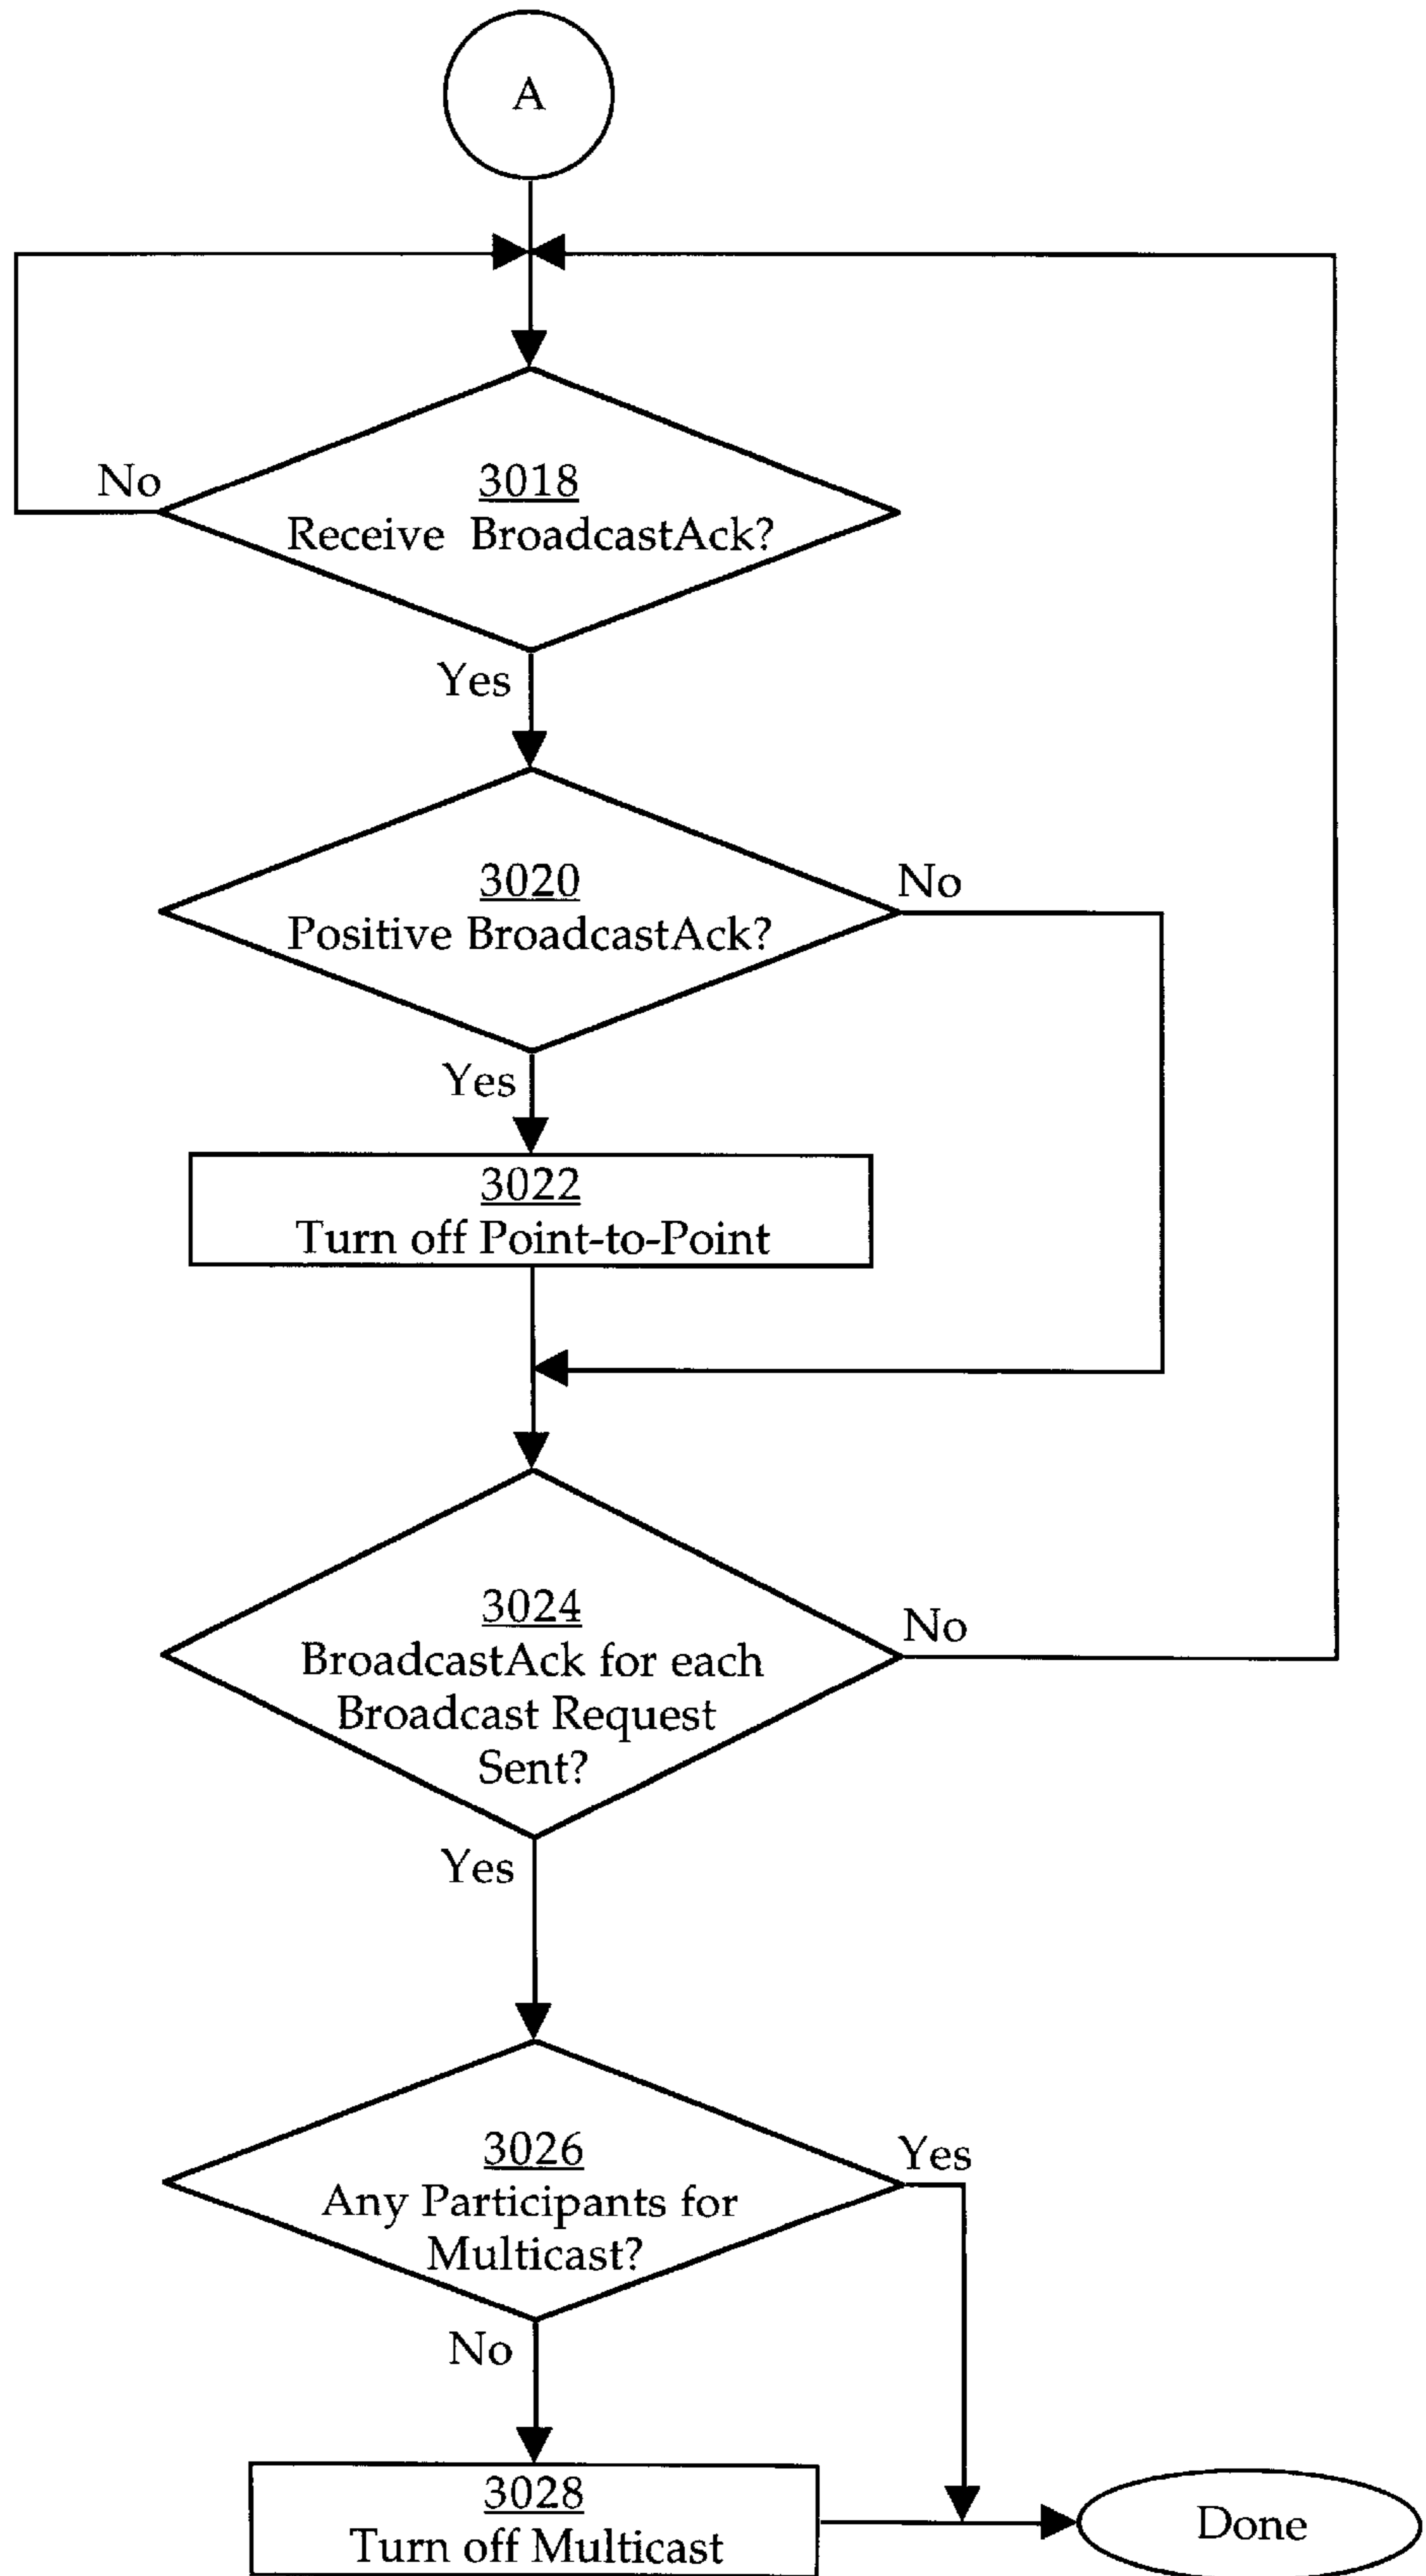 A
No
3018
Receive BroadcastAck?
Yes
3020
No
Positive BroadcastAck?
Yes
3022
Turn off Point-to-Point
3024
No
BroadcastAck for each
Broadcast Request
Sent?
Yes
3026
Yes
Any Participants for
Multicast?
No
3028
Turn off Multicast
Done